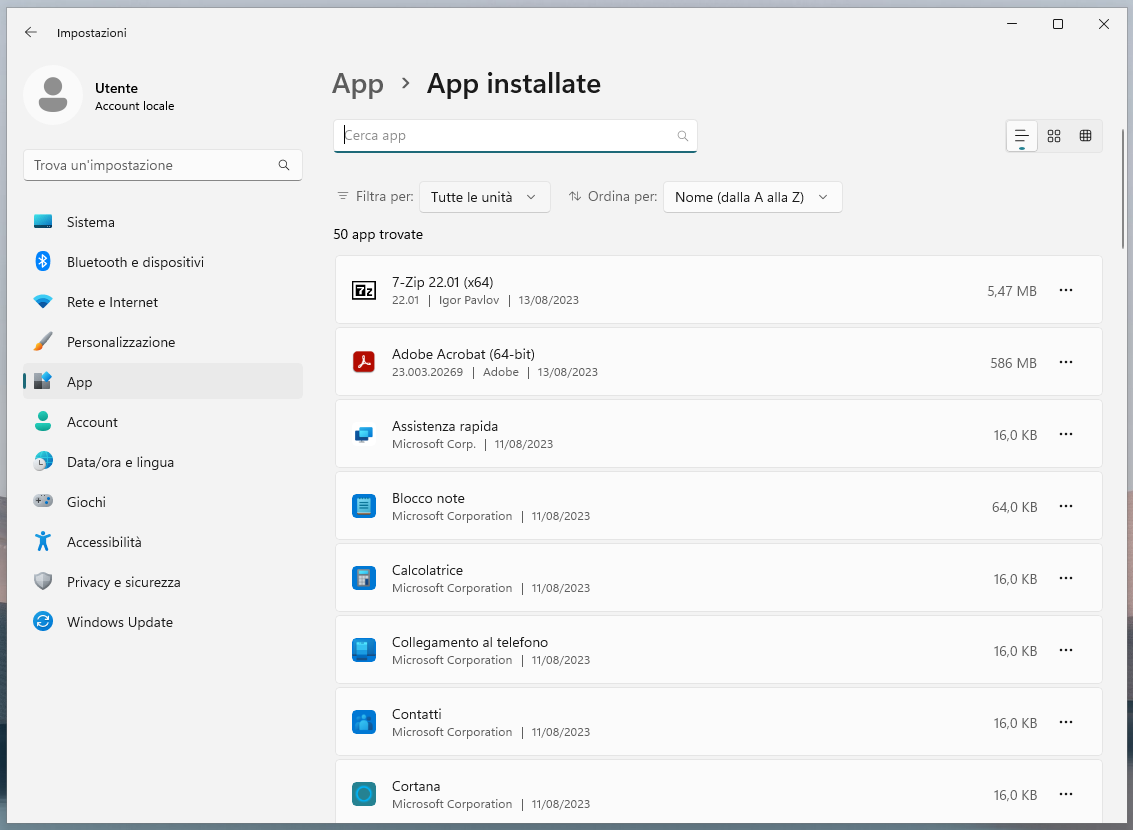 Impostazioni
Utente
Account locale
Trova un'impostazione
Sistema
Bluetooth e dispositivi
Rete e Internet
Personalizzazione
App
Account
Data/ora e lingua
Giochi
Accessibilità
Privacy e sicurezza
Windows Update
App › App installate
Cerca app
Filtra per: Tutte le unità Ordina per: Nome (dalla A alla Z)
50 app trovate
7-Zip 22.01 (x64)
22.01 | Igor Pavlov | 13/08/2023
5,47 MB
Adobe Acrobat (64-bit)
23.003.20269 | Adobe | 13/08/2023
586 MB
Assistenza rapida
Microsoft Corp. | 11/08/2023
16,0 KB
Blocco note
Microsoft Corporation | 11/08/2023
64,0 KB
Calcolatrice
Microsoft Corporation | 11/08/2023
16,0 KB
Collegamento al telefono
Microsoft Corporation | 11/08/2023
16,0 KB
Contatti
Microsoft Corporation | 11/08/2023
16,0 KB
Cortana
Microsoft Corporation | 11/08/2023
16,0 KB